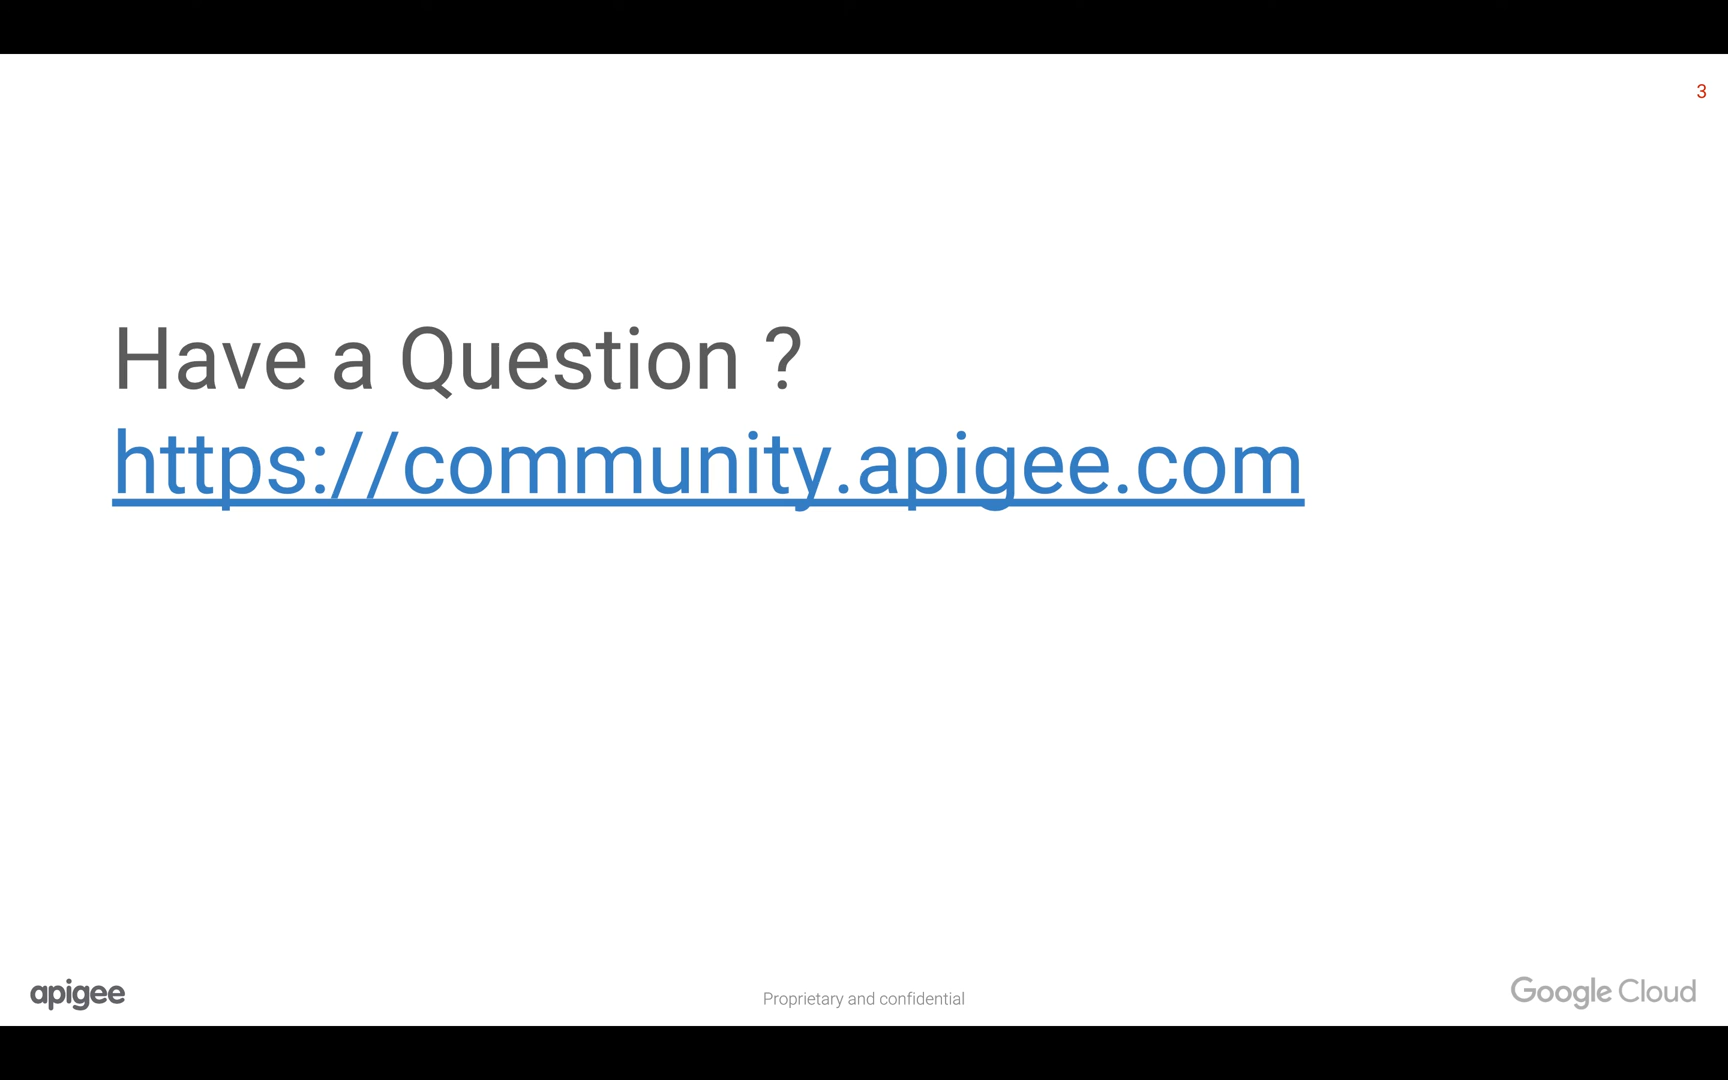 3
Have a Question ?
https://community.apigee.com
apigee
Proprietary and confidential
Google Cloud